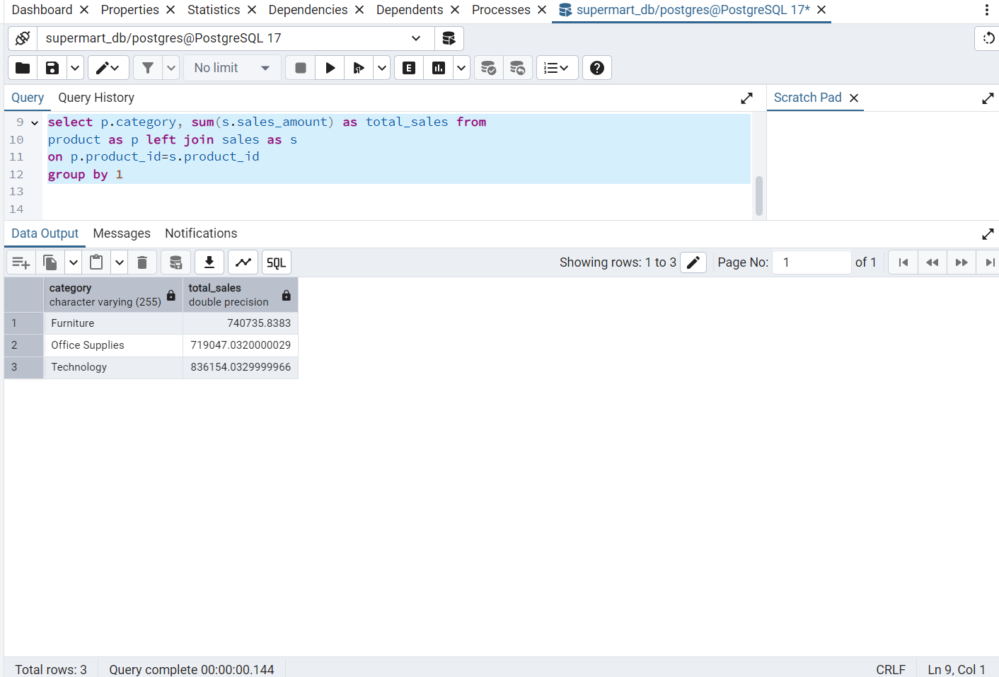 Dashboard Properties Statistics Dependencies Dependents Processes supermart_db/postgres@PostgreSQL 17*
supermart_db/postgres@PostgreSQL 17
No limit E
Query Query History Scratch Pad
9 select p.category, sum(s.sales_amount) as total_sales from
10 product as p left join sales as s
11 on p.product_id=s.product_id
12 group by 1
13
14
Data Output Messages Notifications
SQL Showing rows: 1 to 3 Page No: 1 of 1
category total_sales
character varying (255) double precision
1 Furniture 740735.8383
2 Office Supplies 719047.0320000029
3 Technology 836154.0329999966
Total rows: 3 Query complete 00:00:00.144 CRLF Ln 9, Col 1